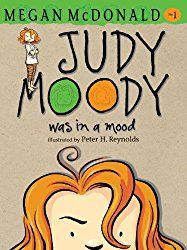 MEGAN MCDONALD
#1
JUDY
MOODY
was in a mood
illustrated by Peter H. Reynolds